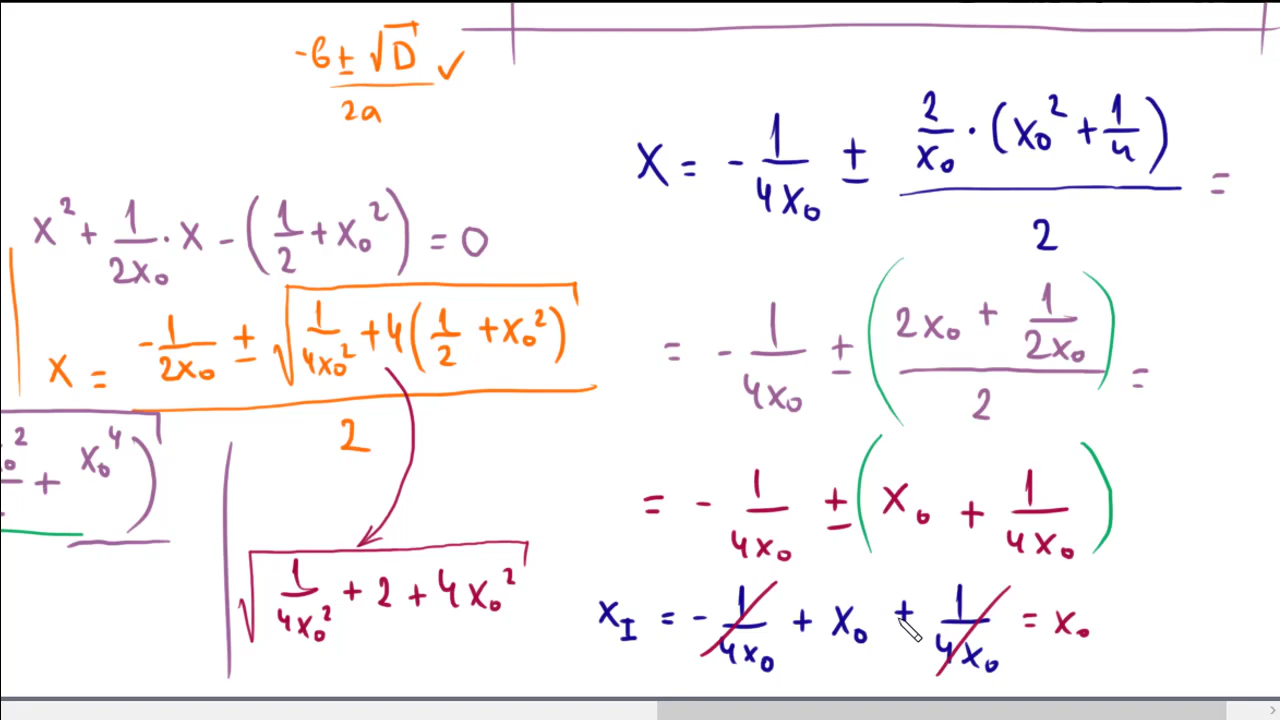 -б ± √D ✓
2a
x² + 1/(2x₀) · x - (1/2 + x₀²) = 0
x = (-1/(2x₀) ± √(1/(4x₀²) + 4(1/2 + x₀²))) / 2
+ x₀⁴)
√(1/(4x₀²) + 2 + 4x₀²)
x = - 1/(4x₀) ± (2/x₀ · (x₀² + 1/4)) / 2 =
= - 1/(4x₀) ± ((2x₀ + 1/(2x₀)) / 2) =
= - 1/(4x₀) ± (x₀ + 1/(4x₀))
x_I = - 1/(4x₀) + x₀ + 1/(4x₀) = x₀